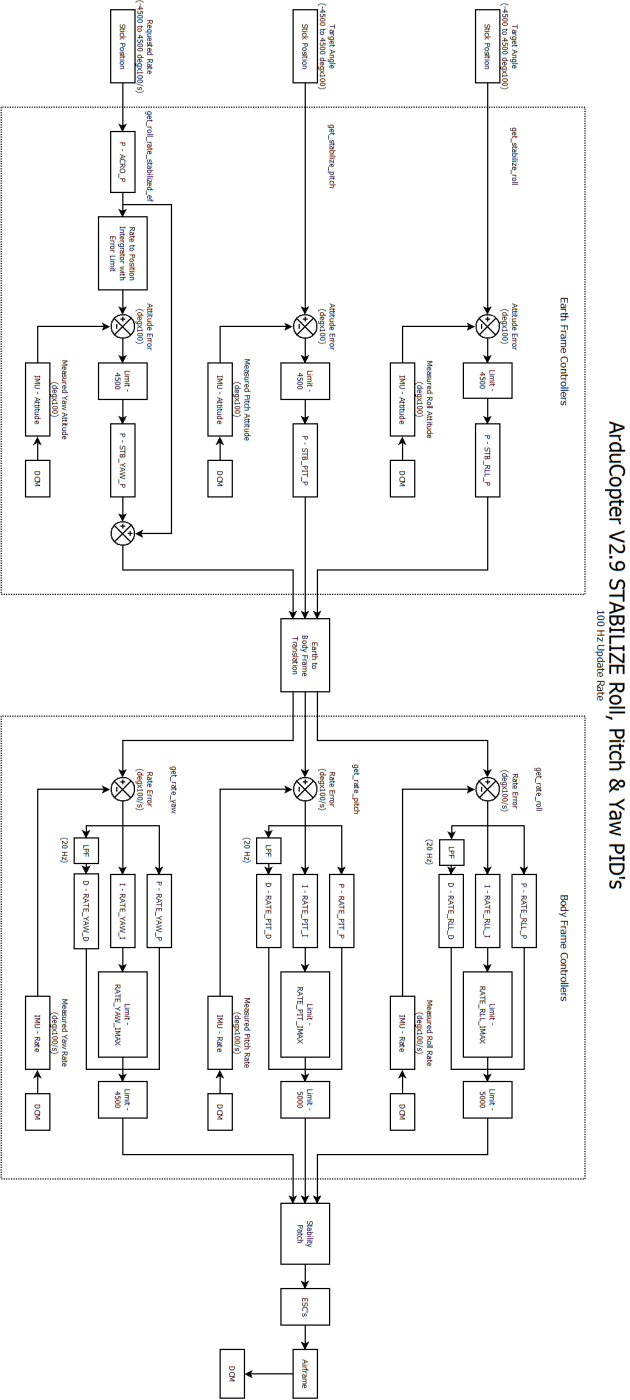 ArduCopter V2.9 STABILIZE Roll, Pitch & Yaw PID's
100 Hz Update Rate
Earth Frame Controllers
Body Frame Controllers
Target Angle
(-4500 to 4500 degx100)
Stick Position
get_stabilize_roll
Attitude Error
(degx100)
+
-
Limit -
4500
P - STB_RLL_P
Measured Roll Attitude
(degx100)
IMU - Attitude
DCM
get_rate_roll
Rate Error
(degx100/s)
+
-
P - RATE_RLL_P
I - RATE_RLL_I
LPF
(20 Hz)
D - RATE_RLL_D
Limit -
RATE_RLL_IMAX
Limit -
5000
Measured Roll Rate
(degx100/s)
IMU - Rate
DCM
Target Angle
(-4500 to 4500 degx100)
Stick Position
get_stabilize_pitch
Attitude Error
(degx100)
+
-
Limit -
4500
P - STB_PIT_P
Measured Pitch Attitude
(degx100)
IMU - Attitude
DCM
Earth to
Body Frame
Translation
get_rate_pitch
Rate Error
(degx100/s)
+
-
P - RATE_PIT_P
I - RATE_PIT_I
LPF
(20 Hz)
D - RATE_PIT_D
Limit -
RATE_PIT_IMAX
Limit -
5000
Measured Pitch Rate
(degx100/s)
IMU - Rate
DCM
Stability
Patch
ESC's
Airframe
DCM
Requested Rate
(-4500 to 4500 degx100/s)
Stick Position
get_roll_rate_stabilized_ef
P - ACRO_P
Rate to Position
Intergrator with
Error Limit
Attitude Error
(degx100)
+
-
Limit -
4500
P - STB_YAW_P
+
+
Measured Yaw Attitude
(degx100)
IMU - Attitude
DCM
get_rate_yaw
Rate Error
(degx100/s)
+
-
P - RATE_YAW_P
I - RATE_YAW_I
LPF
(20 Hz)
D - RATE_YAW_D
Limit -
RATE_YAW_IMAX
Limit -
4500
Measured Yaw Rate
(degx100/s)
IMU - Rate
DCM